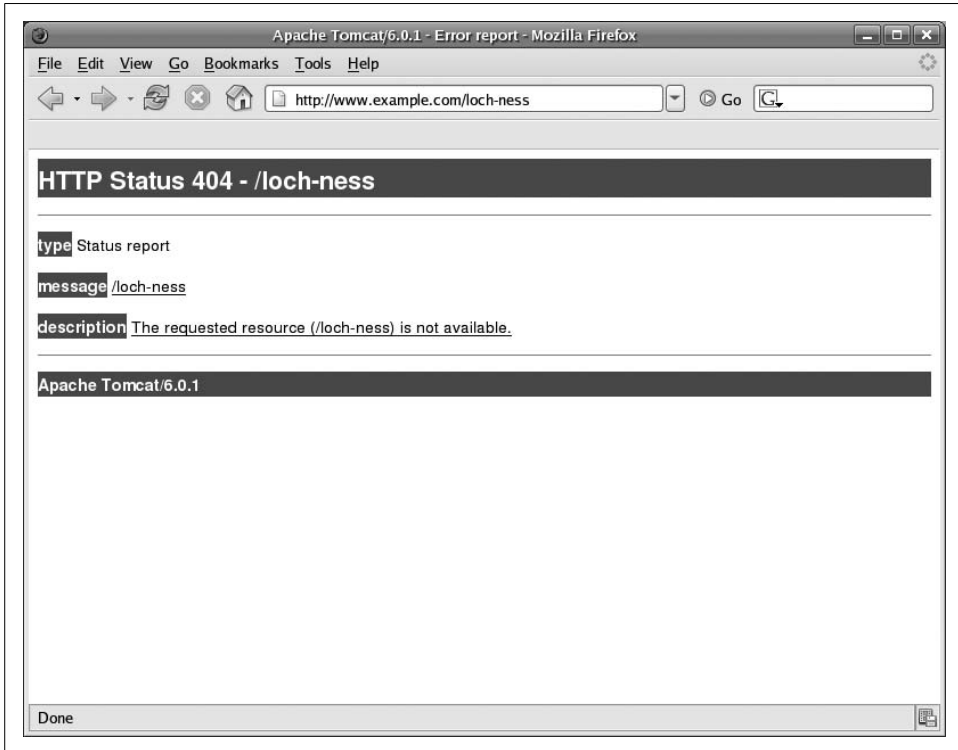 Apache Tomcat/6.0.1 - Error report - Mozilla Firefox
File Edit View Go Bookmarks Tools Help
http://www.example.com/loch-ness Go G
HTTP Status 404 - /loch-ness
type Status report
message /loch-ness
description The requested resource (/loch-ness) is not available.
Apache Tomcat/6.0.1
Done